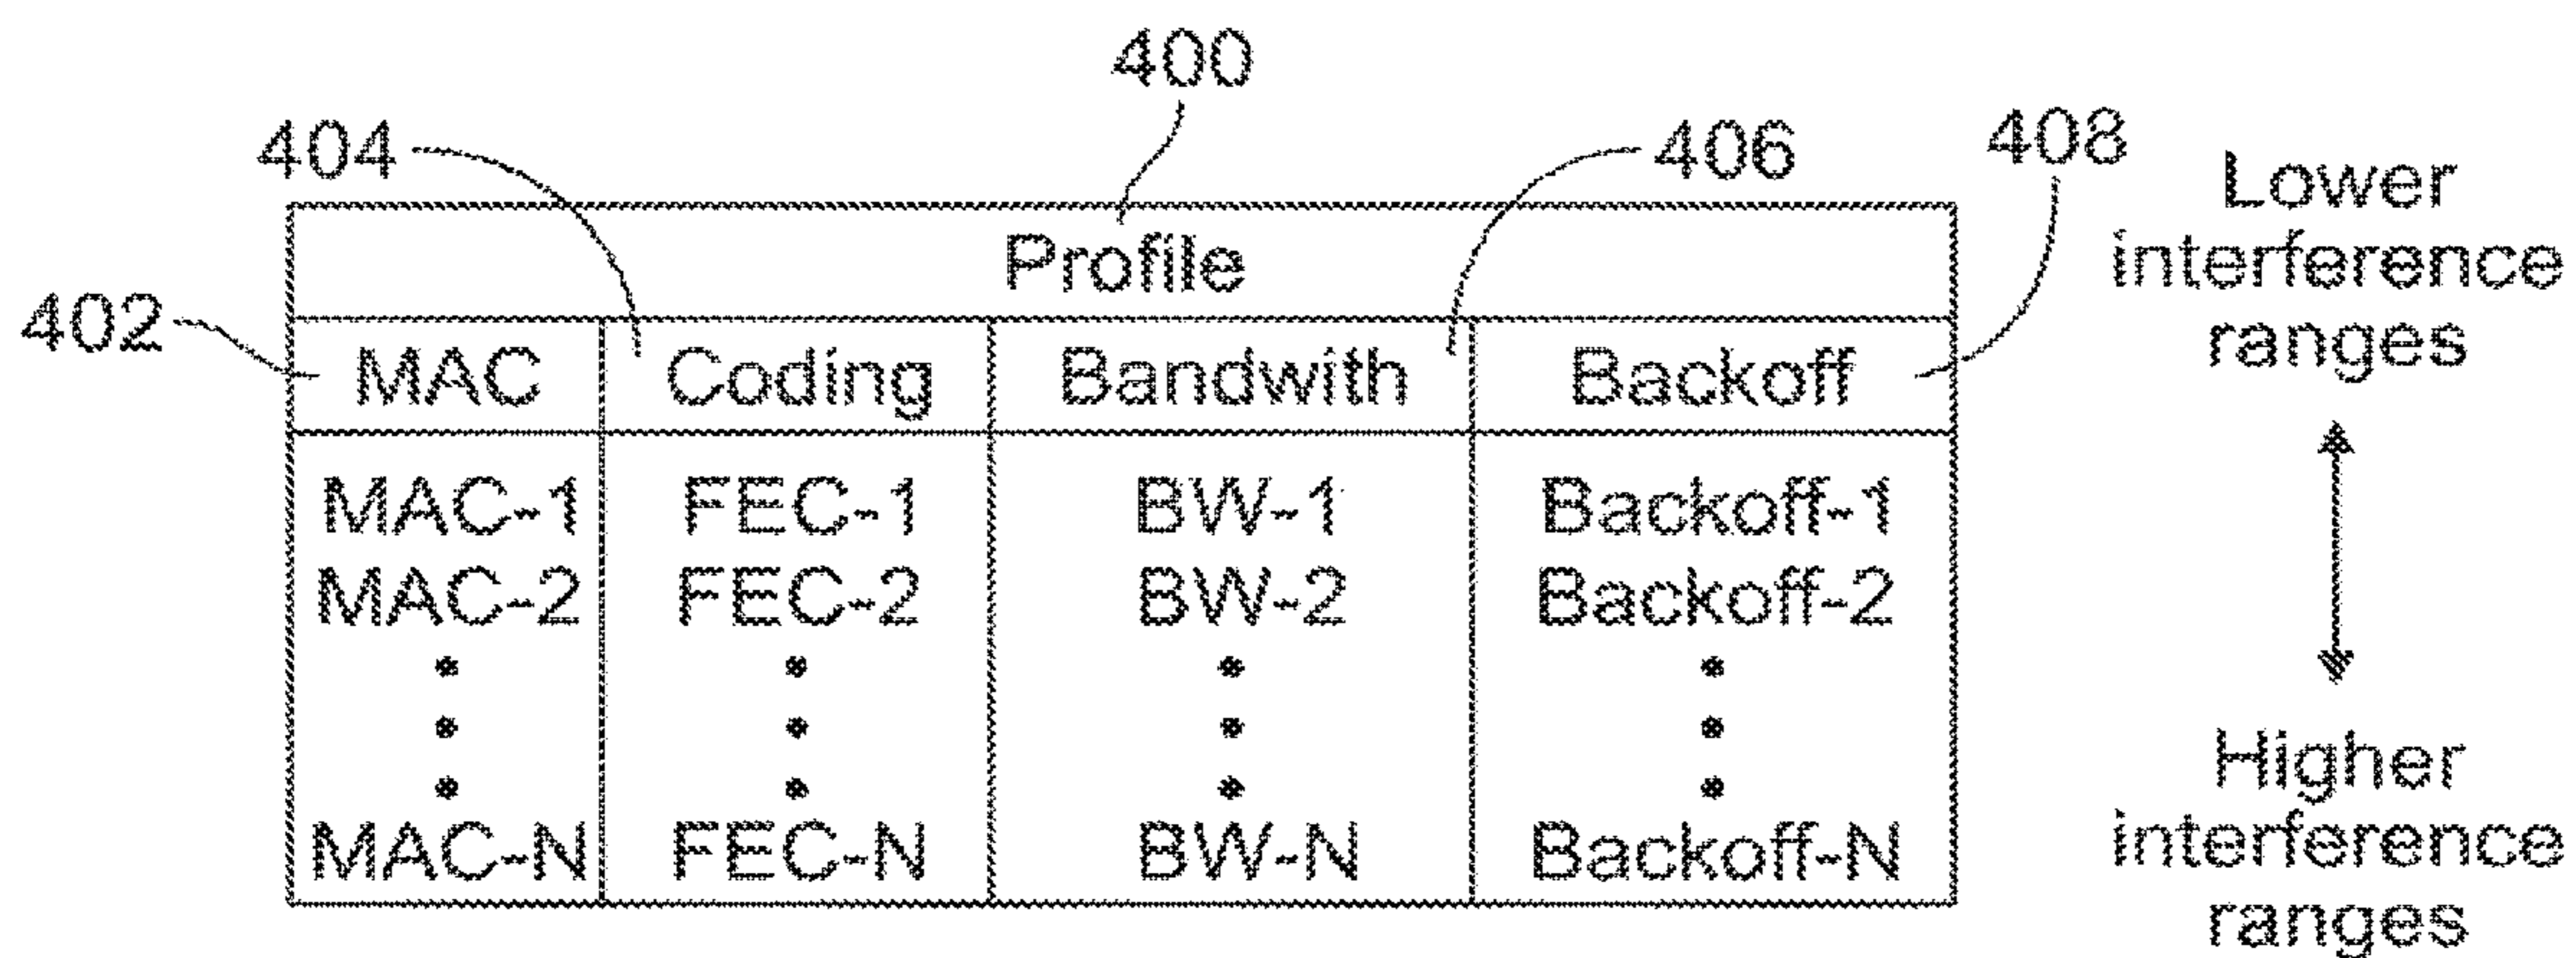 400
404
406
408
Lower
interference
ranges
Profile
402
MAC Coding Bandwith Backoff
MAC-1 FEC-1 BW-1 Backoff-1
MAC-2 FEC-2 BW-2 Backoff-2
MAC-N FEC-N BW-N Backoff-N
Higher
interference
ranges